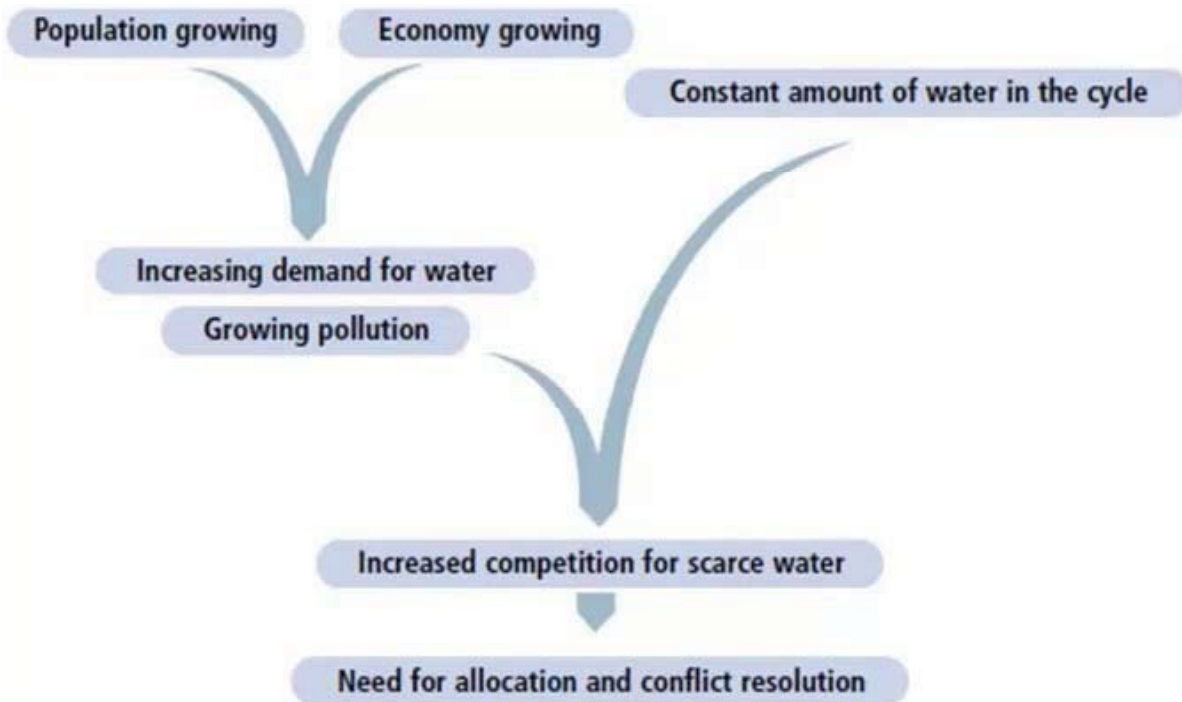 Population growing
Economy growing
Constant amount of water in the cycle
Increasing demand for water
Growing pollution
Increased competition for scarce water
Need for allocation and conflict resolution